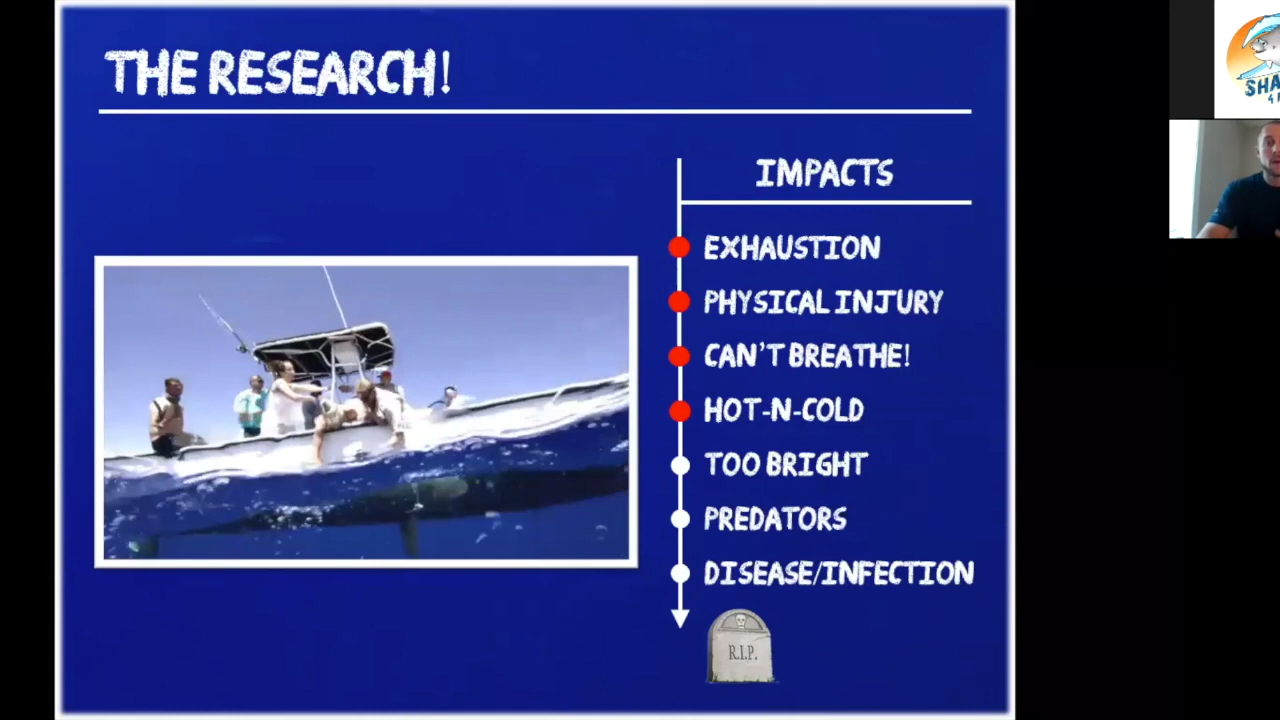 THE RESEARCH!
IMPACTS
EXHAUSTION
PHYSICAL INJURY
CAN'T BREATHE!
HOT-N-COLD
TOO BRIGHT
PREDATORS
DISEASE/INFECTION
R.I.P.